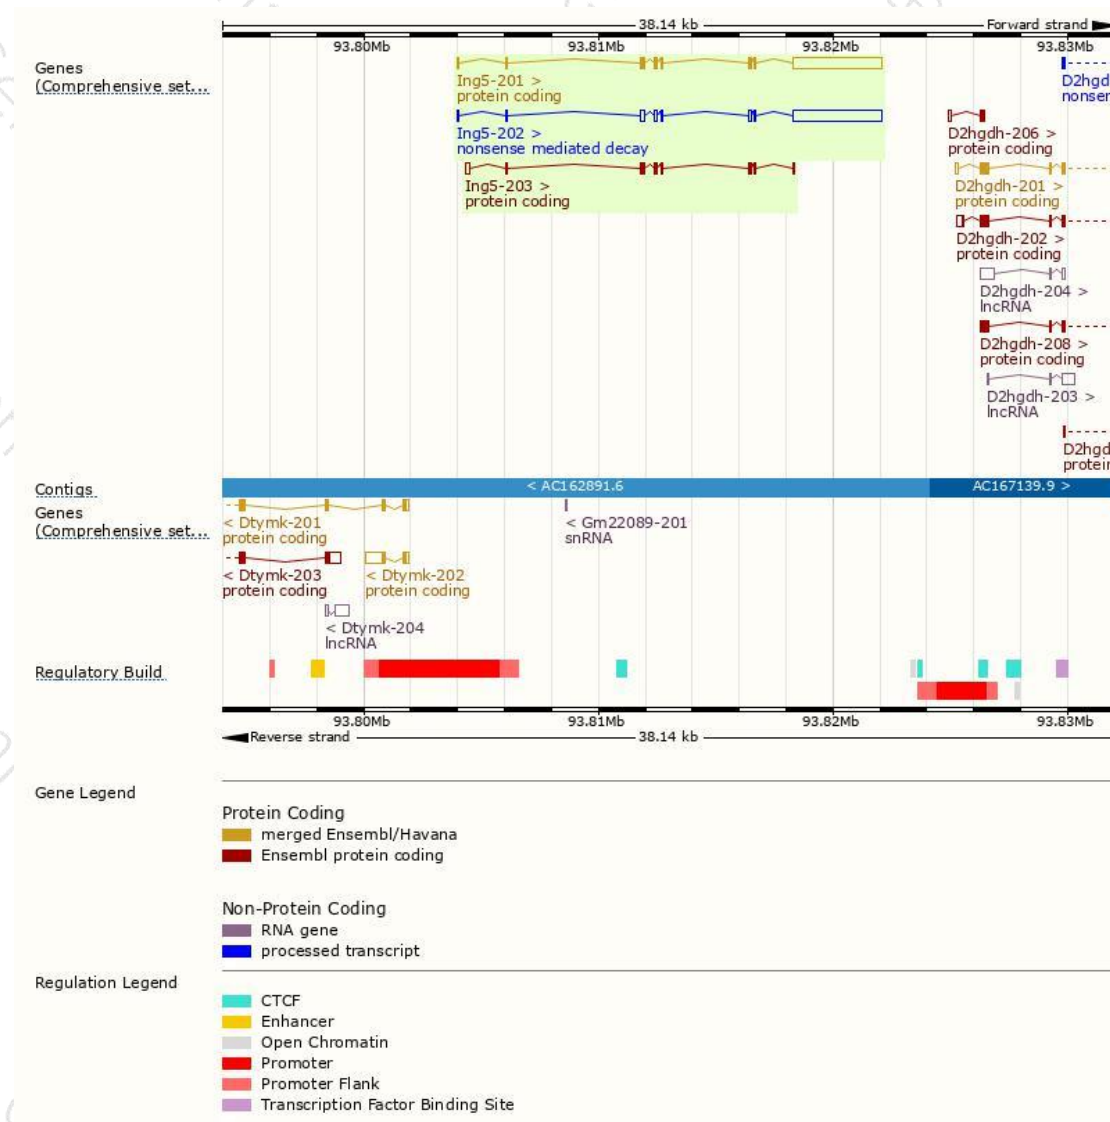 38.14 kb
Forward strand
93.80Mb 93.81Mb 93.82Mb 93.83Mb
Genes
(Comprehensive set...
Ing5-201 >
protein coding
Ing5-202 >
nonsense mediated decay
Ing5-203 >
protein coding
D2hgd
nonsen
D2hgdh-206 >
protein coding
D2hgdh-201 >
protein coding
D2hgdh-202 >
protein coding
D2hgdh-204 >
lncRNA
D2hgdh-208 >
protein coding
D2hgdh-203 >
lncRNA
D2hgd
protein
Contigs
< AC162891.6
AC167139.9 >
Genes
(Comprehensive set...
< Dtymk-201
protein coding
< Gm22089-201
snRNA
< Dtymk-203
protein coding
< Dtymk-202
protein coding
< Dtymk-204
lncRNA
Regulatory Build
93.80Mb 93.81Mb 93.82Mb 93.83Mb
Reverse strand
38.14 kb
Gene Legend
Protein Coding
merged Ensembl/Havana
Ensembl protein coding
Non-Protein Coding
RNA gene
processed transcript
Regulation Legend
CTCF
Enhancer
Open Chromatin
Promoter
Promoter Flank
Transcription Factor Binding Site